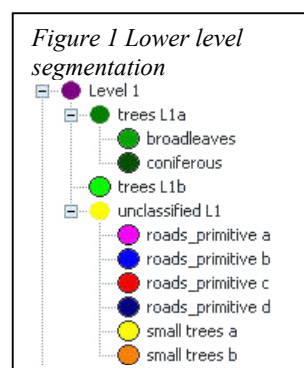 Figure 1 Lower level
segmentation
Level 1
trees L1a
broadleaves
coniferous
trees L1b
unclassified L1
roads_primitive a
roads_primitive b
roads_primitive c
roads_primitive d
small trees a
small trees b